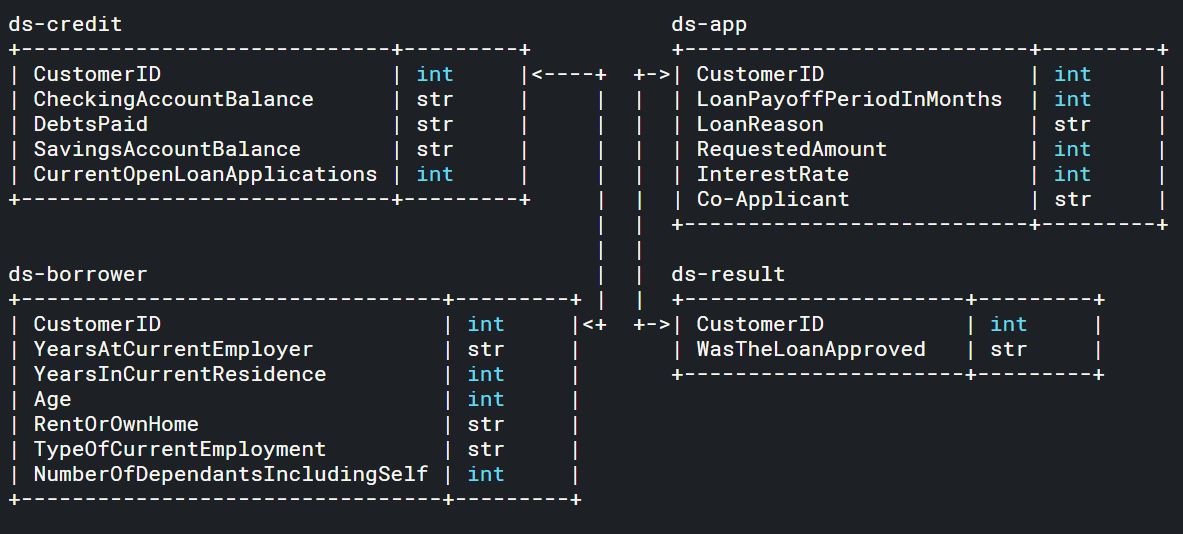 ds-credit                                            ds-app
+------------------------------+---------+           +----------------------------+---------+
| CustomerID                   | int     |<----+  +->| CustomerID                 | int     |
| CheckingAccountBalance       | str     |     |  |  | LoanPayoffPeriodInMonths   | int     |
| DebtsPaid                    | str     |     |  |  | LoanReason                 | str     |
| SavingsAccountBalance        | str     |     |  |  | RequestedAmount            | int     |
| CurrentOpenLoanApplications  | int     |     |  |  | InterestRate               | int     |
+------------------------------+---------+     |  |  | Co-Applicant               | str     |
                                               |  |  +----------------------------+---------+
                                               |  |
ds-borrower                                    |  |  ds-result
+----------------------------------+---------+ |  |  +-----------------------+---------+
| CustomerID                       | int     |<+  +->| CustomerID            | int     |
| YearsAtCurrentEmployer           | str     |       | WasTheLoanApproved    | str     |
| YearsInCurrentResidence          | int     |       +-----------------------+---------+
| Age                              | int     |
| RentOrOwnHome                    | str     |
| TypeOfCurrentEmployment          | str     |
| NumberOfDependantsIncludingSelf  | int     |
+----------------------------------+---------+